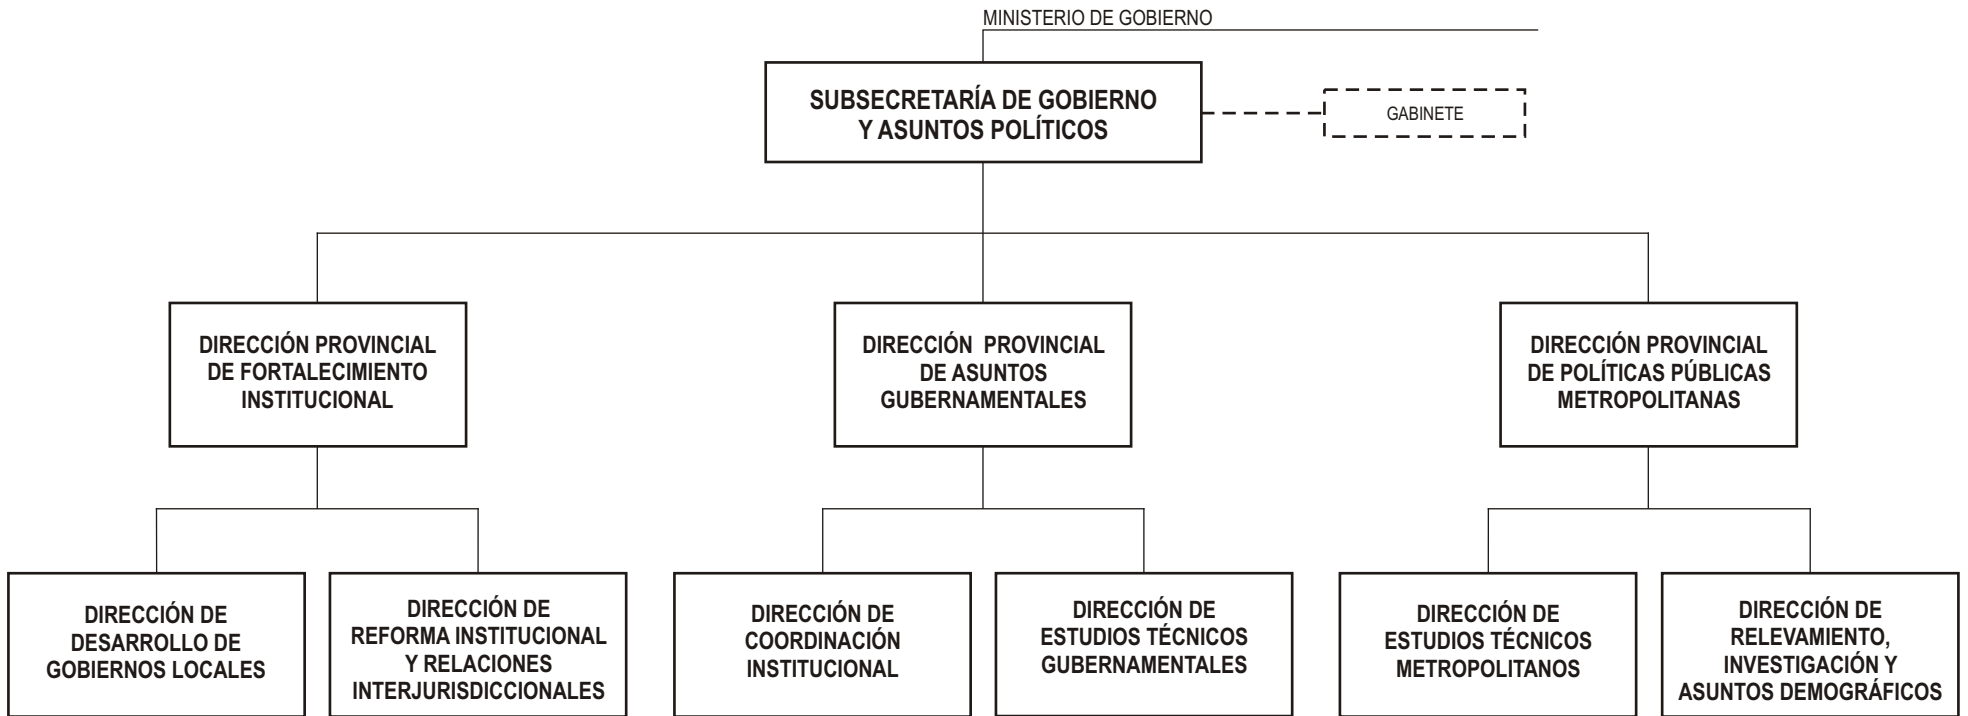 MINISTERIO DE GOBIERNO
SUBSECRETARÍA DE GOBIERNO
Y ASUNTOS POLÍTICOS
GABINETE
DIRECCIÓN PROVINCIAL
DE FORTALECIMIENTO
INSTITUCIONAL
DIRECCIÓN PROVINCIAL
DE ASUNTOS
GUBERNAMENTALES
DIRECCIÓN PROVINCIAL
DE POLÍTICAS PÚBLICAS
METROPOLITANAS
DIRECCIÓN DE
DESARROLLO DE
GOBIERNOS LOCALES
DIRECCIÓN DE
REFORMA INSTITUCIONAL
Y RELACIONES
INTERJURISDICCIONALES
DIRECCIÓN DE
COORDINACIÓN
INSTITUCIONAL
DIRECCIÓN DE
ESTUDIOS TÉCNICOS
GUBERNAMENTALES
DIRECCIÓN DE
ESTUDIOS TÉCNICOS
METROPOLITANOS
DIRECCIÓN DE
RELEVAMIENTO,
INVESTIGACIÓN Y
ASUNTOS DEMOGRÁFICOS